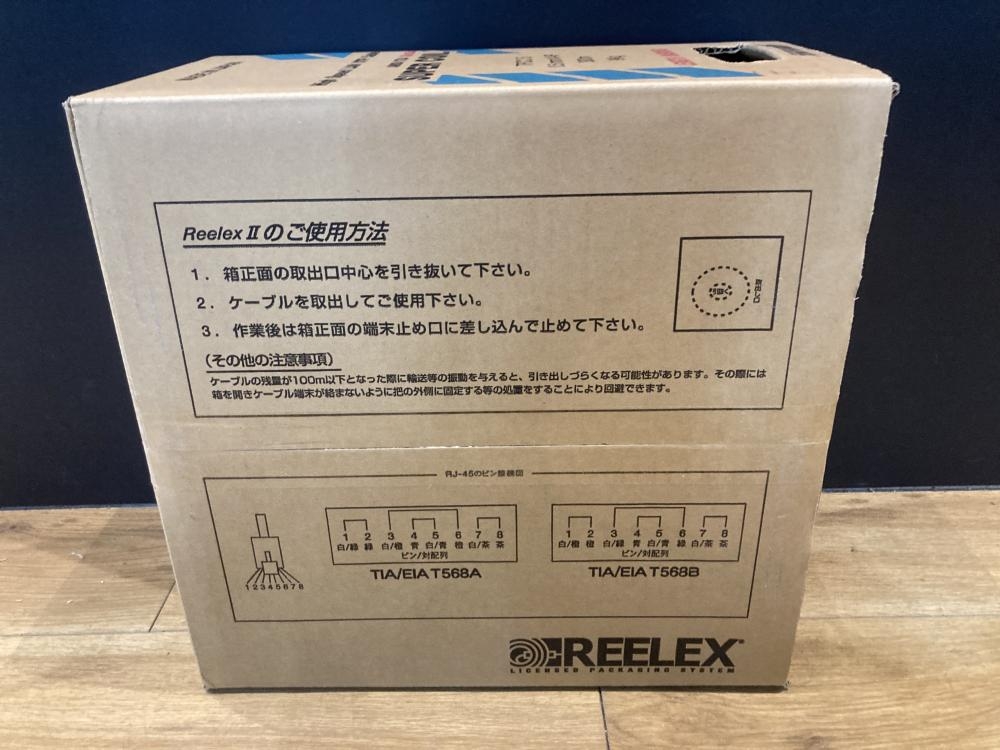 SUPER
Reelex Ⅱのご使用方法
1．箱正面の取出口中心を引き抜いて下さい。
2．ケーブルを取出してご使用下さい。
3．作業後は箱正面の端末止め口に差し込んで止めて下さい。
取出入口
(その他の注意事項)
ケーブルの残量が100m以下となった際に輸送等の振動を与えると、引き出しづらくなる可能性があります。その際には
箱を開きケーブル端末が絡まないように把の外側に固定する等の処置をすることにより回避できます。
RJ-45のピン接続図
1 2 3 4 5 6 7 8
白/緑 緑 白/橙 青 白/青 橙 白/茶 茶
ピン/対配列
TIA/EIA T568A
1 2 3 4 5 6 7 8
白/橙 橙 白/緑 青 白/青 緑 白/茶 茶
ピン/対配列
TIA/EIA T568B
12345678
REELEX®
LICENSED PACKAGING SYSTEM